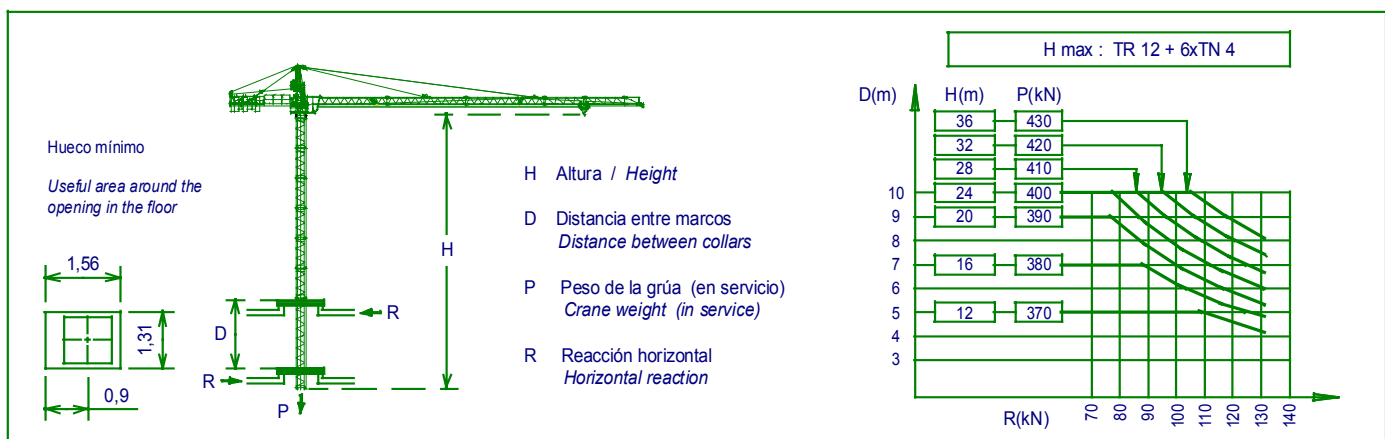 Hueco mínimo
Useful area around the
opening in the floor
1,56
1,31
0,9
D
R
R
P
H
H Altura / Height
D Distancia entre marcos
Distance between collars
P Peso de la grúa (en servicio)
Crane weight (in service)
R Reacción horizontal
Horizontal reaction
H max : TR 12 + 6xTN 4
D(m) H(m) P(kN)
36 430
32 420
28 410
10 24 400
9 20 390
8
7 16 380
6
5 12 370
4
3
R(kN) 70 80 90 100 110 120 130 140